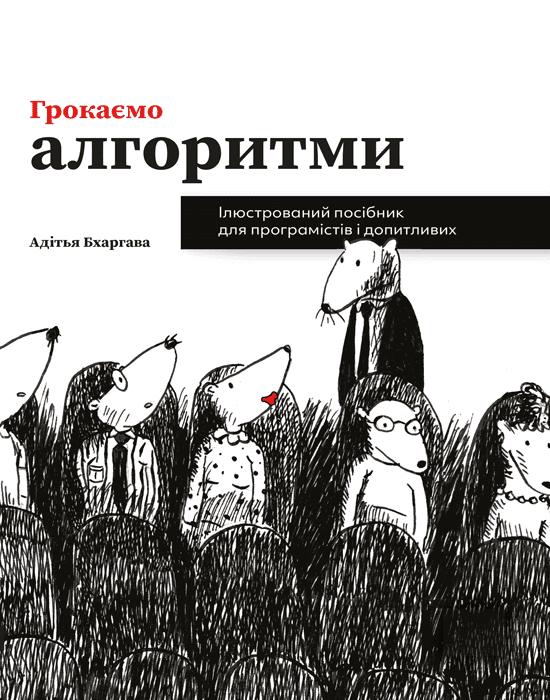 Грокаємо
алгоритми
Ілюстрований посібник
для програмістів і допитливих
Адітья Бхаргава